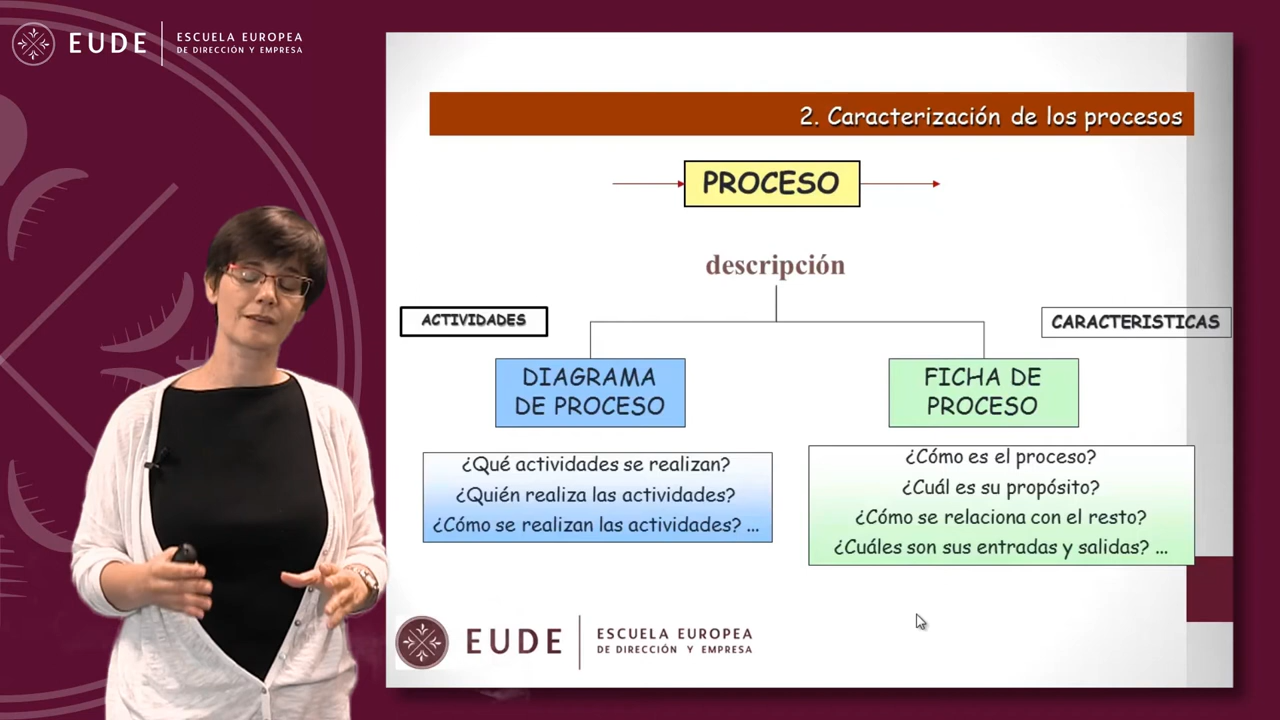 EUDE
ESCUELA EUROPEA
DE DIRECCIÓN Y EMPRESA
2. Caracterización de los procesos
PROCESO
descripción
ACTIVIDADES
CARACTERISTICAS
DIAGRAMA
DE PROCESO
FICHA DE
PROCESO
¿Qué actividades se realizan?
¿Quién realiza las actividades?
¿Cómo se realizan las actividades? ...
¿Cómo es el proceso?
¿Cuál es su propósito?
¿Cómo se relaciona con el resto?
¿Cuáles son sus entradas y salidas? ...
EUDE
ESCUELA EUROPEA
DE DIRECCIÓN Y EMPRESA